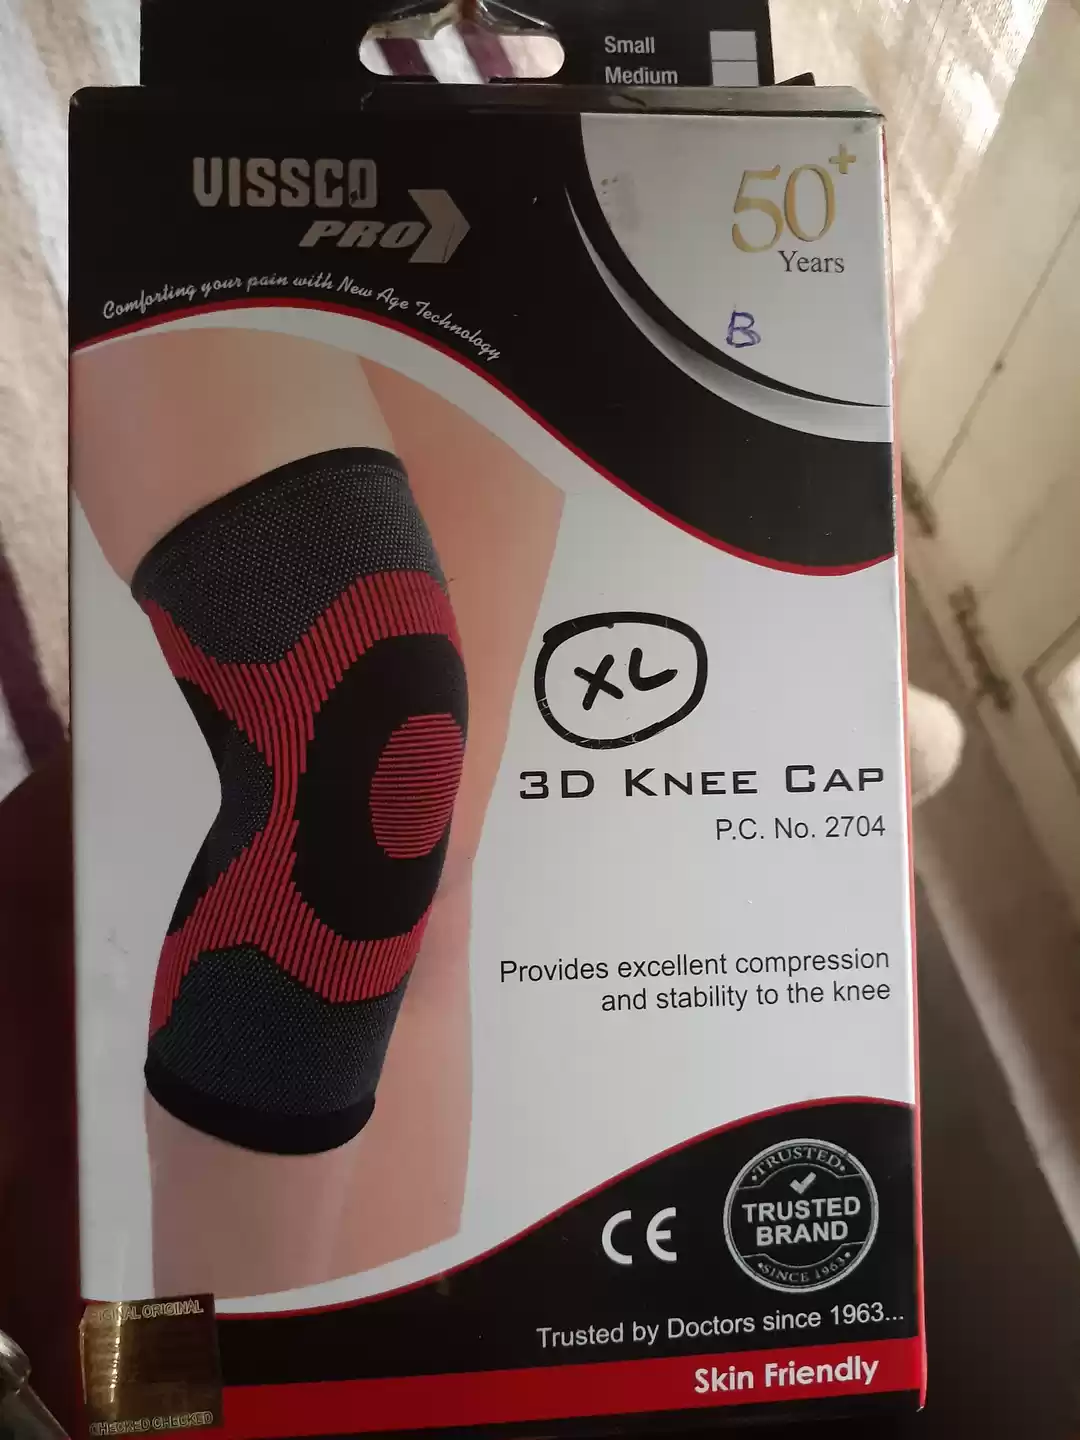 Small
Medium
VISSCO
PRO
Comforting your pain with New Age Technology
50+
Years
B
XL
3D KNEE CAP
P.C. No. 2704
Provides excellent compression
and stability to the knee
CE
TRUSTED
TRUSTED
BRAND
SINCE 1963
Trusted by Doctors since 1963...
Skin Friendly
ORIGINAL
CHECKED CHECKED